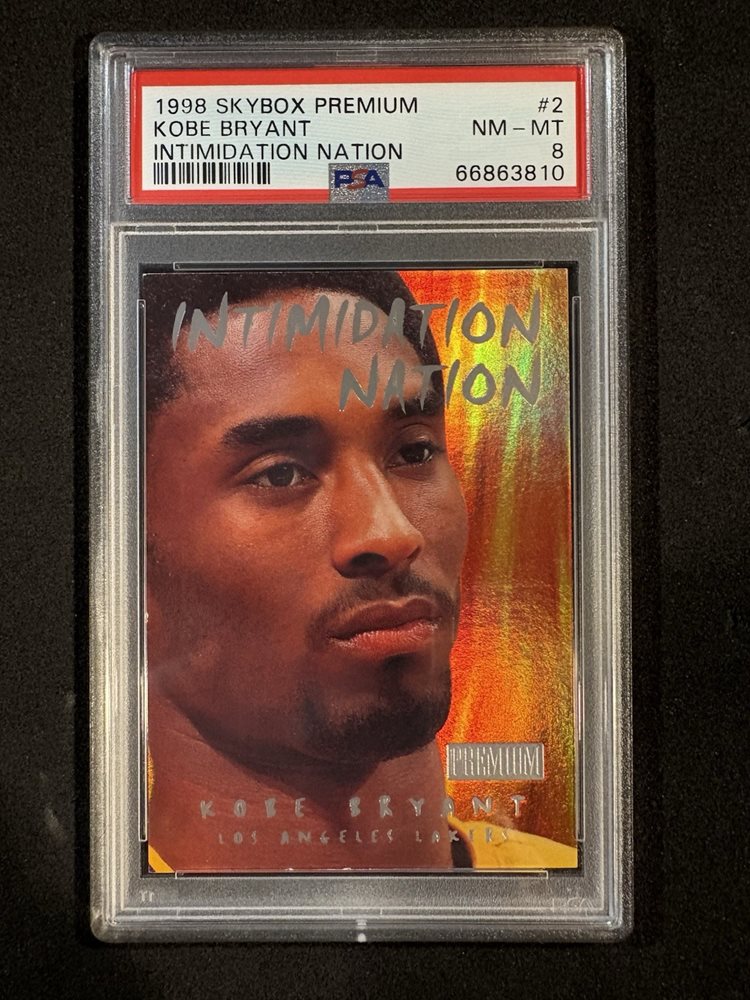 1998 SKYBOX PREMIUM #2
KOBE BRYANT NM – MT
INTIMIDATION NATION 8
PSA 66863810
INTIMIDATION
NATION
PREMIUM
KOBE BRYANT
LOS ANGELES LAKERS